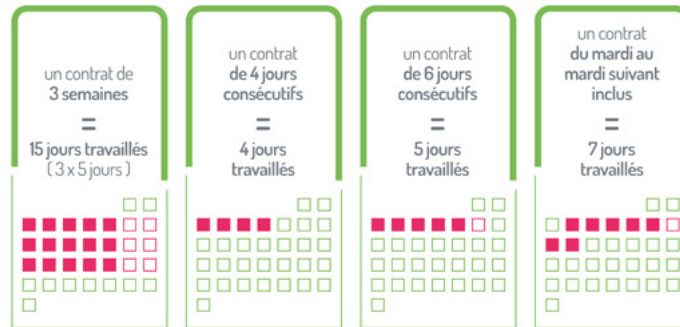 un contrat de
3 semaines
=
15 jours travaillés
( 3 x 5 jours )
un contrat
de 4 jours
consécutifs
=
4 jours
travaillés
un contrat
de 6 jours
consécutifs
=
5 jours
travaillés
un contrat
du mardi au
mardi suivant
inclus
=
7 jours
travaillés